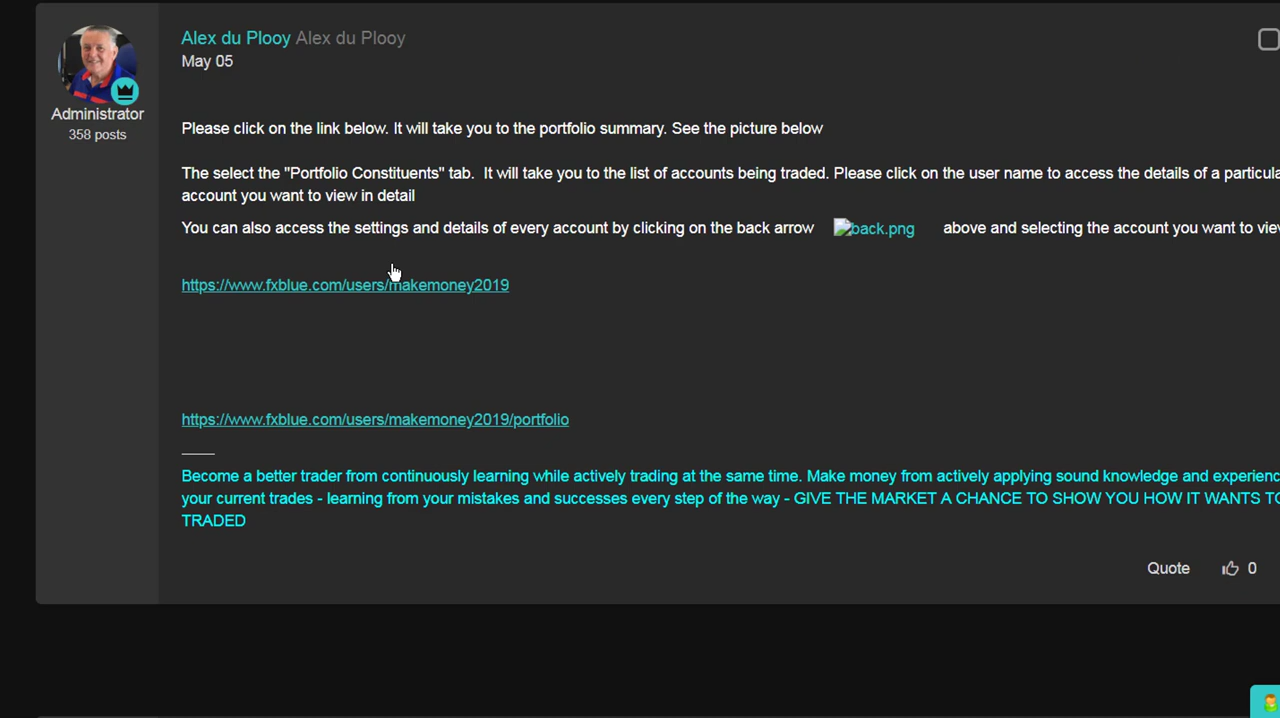 Alex du Plooy Alex du Plooy
May 05
Administrator
358 posts
Please click on the link below. It will take you to the portfolio summary. See the picture below
The select the "Portfolio Constituents" tab.  It will take you to the list of accounts being traded. Please click on the user name to access the details of a particula
account you want to view in detail
You can also access the settings and details of every account by clicking on the back arrow back.png above and selecting the account you want to vie
https://www.fxblue.com/users/makemoney2019
https://www.fxblue.com/users/makemoney2019/portfolio
Become a better trader from continuously learning while actively trading at the same time. Make money from actively applying sound knowledge and experienc
your current trades - learning from your mistakes and successes every step of the way - GIVE THE MARKET A CHANCE TO SHOW YOU HOW IT WANTS TO
TRADED
Quote 0